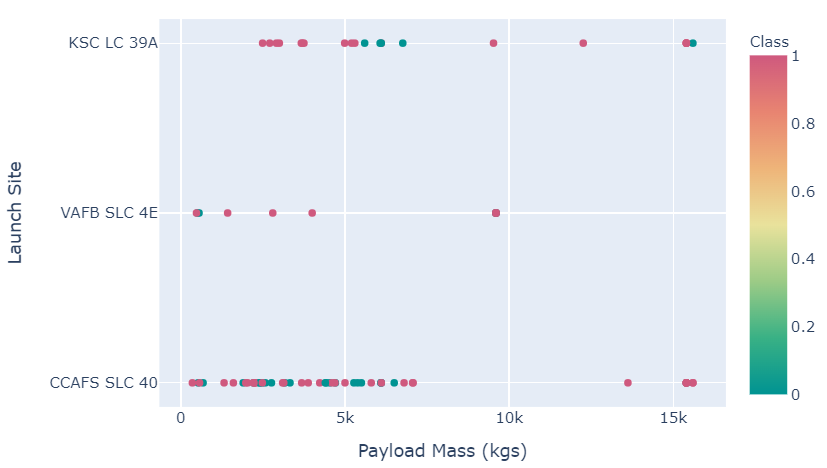 KSC LC 39A
VAFB SLC 4E
CCAFS SLC 40
Launch Site
0
5k
10k
15k
Payload Mass (kgs)
Class
1
0.8
0.6
0.4
0.2
0